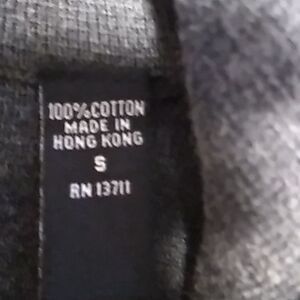 100% COTTON
MADE IN
HONG KONG
S
RN 13711